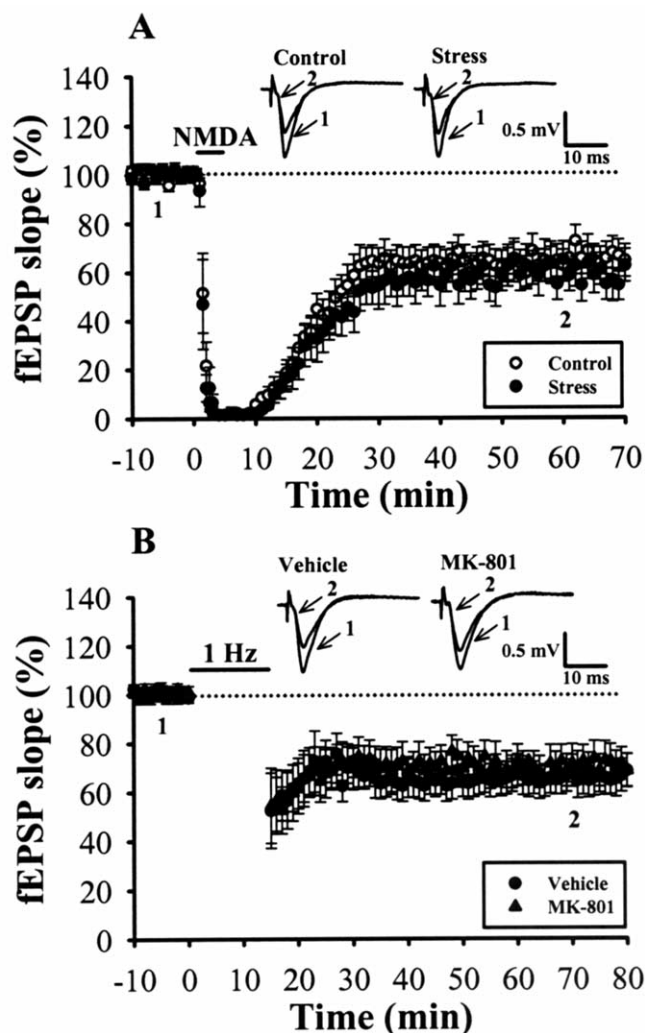 A
Control Stress
140
2 2
120
NMDA
1 1
0.5 mV
10 ms
100
1
80
60
40
2
20
Control
Stress
0
fEPSP slope (%)
-10 0 10 20 30 40 50 60 70
Time (min)
B
Vehicle MK-801
140
2 2
120
1 Hz
1 1
0.5 mV
10 ms
100
1
80
60
2
40
20
Vehicle
MK-801
0
fEPSP slope (%)
-10 0 10 20 30 40 50 60 70 80
Time (min)